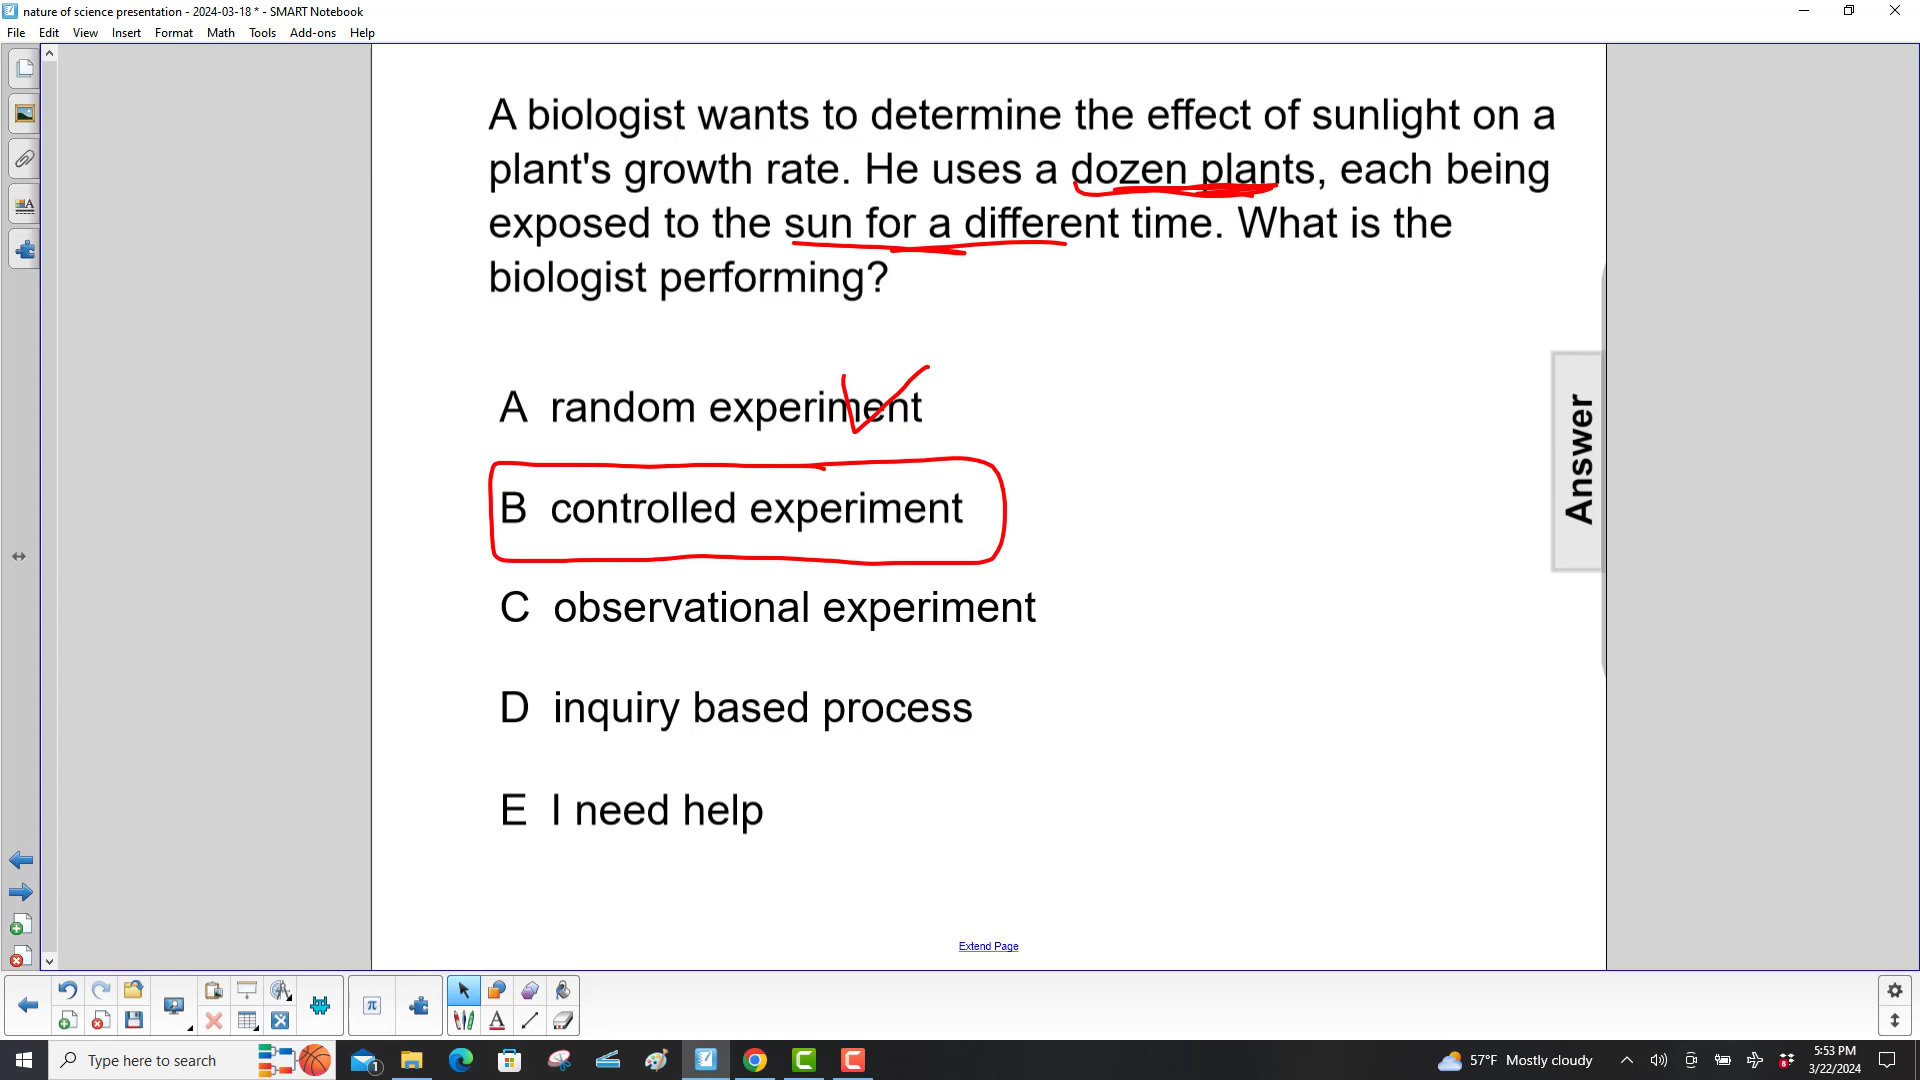 nature of science presentation - 2024-03-18 * - SMART Notebook
File Edit View Insert Format Math Tools Add-ons Help
A biologist wants to determine the effect of sunlight on a
plant's growth rate. He uses a dozen plants, each being
exposed to the sun for a different time. What is the
biologist performing?
A random experiment
B controlled experiment
C observational experiment
D inquiry based process
E I need help
Answer
Extend Page
π
A
Type here to search
1
57°F Mostly cloudy
5:53 PM
3/22/2024